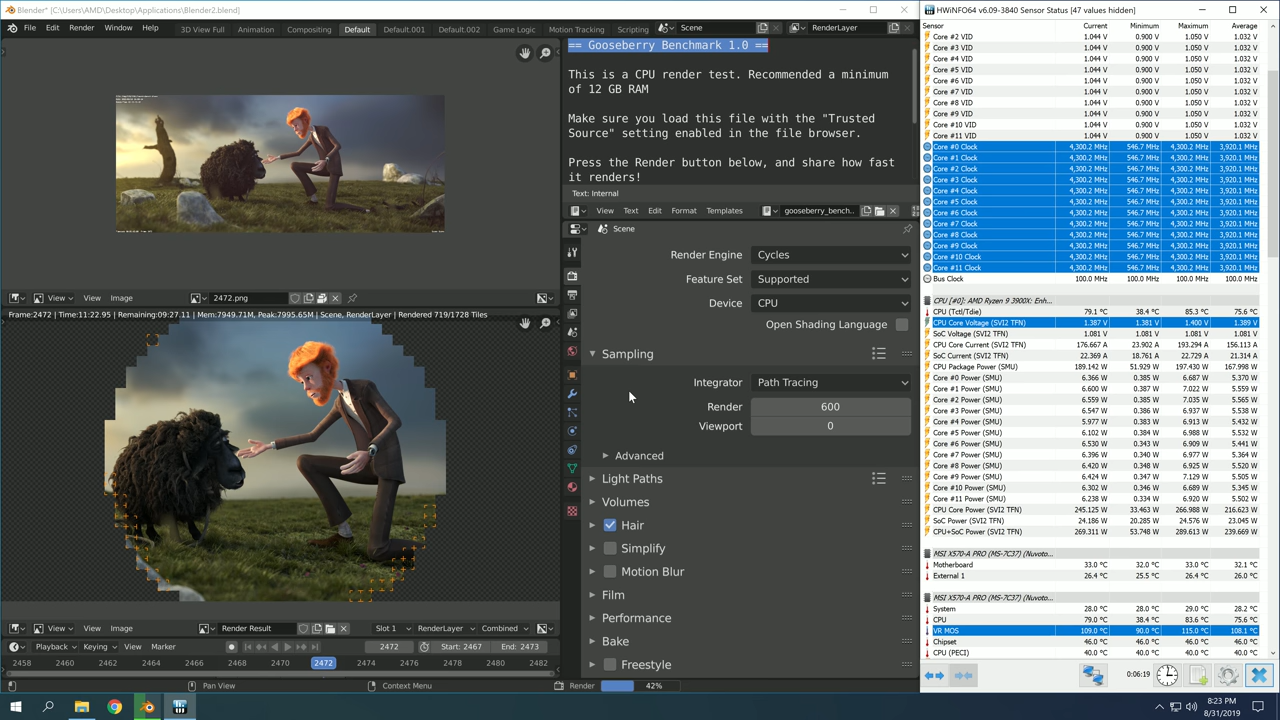 Blender* [C:\Users\AMD\Desktop\Applications\Blender2.blend]
File Edit Render Window Help 3D View Full Animation Compositing Default Default.001 Default.002 Game Logic Motion Tracking Scripting Scene RenderLayer
== Gooseberry Benchmark 1.0 ==
This is a CPU render test. Recommended a minimum
of 12 GB RAM
Make sure you load this file with the "Trusted
Source" setting enabled in the file browser.
Press the Render button below, and share how fast
it renders!
Text: Internal
View Text Edit Format Templates gooseberry_bench..
Scene
Render Engine Cycles
Feature Set Supported
Device CPU
Open Shading Language
Sampling
Integrator Path Tracing
Render 600
Viewport 0
Advanced
Light Paths
Volumes
Hair
Simplify
Motion Blur
Film
Performance
Bake
Freestyle
View View Image 2472.png
Frame:2472 | Time:11:22.95 | Remaining:09:27.11 | Mem:7949.71M, Peak:7995.65M | Scene, RenderLayer | Rendered 719/1728 Tiles
View View Image Render Result Slot 1 RenderLayer Combined
Playback Keying View Marker 2472 Start: 2467 End: 2473
2458 2460 2462 2464 2466 2468 2470 2472 2474 2476 2478 2480 2482
Pan View Context Menu Render 42%
HWiNFO64 v6.09-3840 Sensor Status [47 values hidden]
Sensor Current Minimum Maximum Average
Core #2 VID 1.044 V 0.900 V 1.050 V 1.032 V
Core #3 VID 1.044 V 0.900 V 1.050 V 1.032 V
Core #4 VID 1.044 V 0.900 V 1.050 V 1.032 V
Core #5 VID 1.044 V 0.900 V 1.050 V 1.032 V
Core #6 VID 1.044 V 0.900 V 1.050 V 1.032 V
Core #7 VID 1.044 V 0.900 V 1.050 V 1.032 V
Core #8 VID 1.044 V 0.900 V 1.050 V 1.032 V
Core #9 VID 1.044 V 0.900 V 1.050 V 1.032 V
Core #10 VID 1.044 V 0.900 V 1.050 V 1.032 V
Core #11 VID 1.044 V 0.900 V 1.050 V 1.032 V
Core #0 Clock 4,300.2 MHz 546.7 MHz 4,300.2 MHz 3,920.1 MHz
Core #1 Clock 4,300.2 MHz 546.7 MHz 4,300.2 MHz 3,920.1 MHz
Core #2 Clock 4,300.2 MHz 546.7 MHz 4,300.2 MHz 3,920.1 MHz
Core #3 Clock 4,300.2 MHz 546.7 MHz 4,300.2 MHz 3,920.1 MHz
Core #4 Clock 4,300.2 MHz 546.7 MHz 4,300.2 MHz 3,920.1 MHz
Core #5 Clock 4,300.2 MHz 546.7 MHz 4,300.2 MHz 3,920.1 MHz
Core #6 Clock 4,300.2 MHz 546.7 MHz 4,300.2 MHz 3,920.1 MHz
Core #7 Clock 4,300.2 MHz 546.7 MHz 4,300.2 MHz 3,920.1 MHz
Core #8 Clock 4,300.2 MHz 546.7 MHz 4,300.2 MHz 3,920.1 MHz
Core #9 Clock 4,300.2 MHz 546.7 MHz 4,300.2 MHz 3,920.1 MHz
Core #10 Clock 4,300.2 MHz 546.7 MHz 4,300.2 MHz 3,920.1 MHz
Core #11 Clock 4,300.2 MHz 546.7 MHz 4,300.2 MHz 3,920.1 MHz
Bus Clock 100.0 MHz 100.0 MHz 100.0 MHz 100.0 MHz
CPU [#0]: AMD Ryzen 9 3900X: Enh...
CPU (Tctl/Tdie) 79.1 °C 38.4 °C 85.3 °C 75.6 °C
CPU Core Voltage (SVI2 TFN) 1.387 V 1.381 V 1.400 V 1.389 V
SoC Voltage (SVI2 TFN) 1.081 V 1.081 V 1.081 V 1.081 V
CPU Core Current (SVI2 TFN) 176.667 A 23.902 A 193.294 A 156.113 A
SoC Current (SVI2 TFN) 22.369 A 18.761 A 22.729 A 21.314 A
CPU Package Power (SMU) 189.142 W 51.929 W 197.430 W 167.998 W
Core #0 Power (SMU) 6.366 W 0.385 W 6.687 W 5.370 W
Core #1 Power (SMU) 6.600 W 0.387 W 7.022 W 5.559 W
Core #2 Power (SMU) 6.559 W 0.385 W 7.035 W 5.565 W
Core #3 Power (SMU) 6.547 W 0.386 W 6.937 W 5.538 W
Core #4 Power (SMU) 5.977 W 0.383 W 6.913 W 5.432 W
Core #5 Power (SMU) 6.102 W 0.384 W 6.988 W 5.532 W
Core #6 Power (SMU) 6.530 W 0.343 W 6.909 W 5.441 W
Core #7 Power (SMU) 6.396 W 0.340 W 6.977 W 5.364 W
Core #8 Power (SMU) 6.420 W 0.348 W 6.925 W 5.520 W
Core #9 Power (SMU) 6.424 W 0.347 W 7.129 W 5.505 W
Core #10 Power (SMU) 6.302 W 0.346 W 6.689 W 5.345 W
Core #11 Power (SMU) 6.238 W 0.334 W 6.920 W 5.502 W
CPU Core Power (SVI2 TFN) 245.125 W 33.463 W 266.988 W 216.623 W
SoC Power (SVI2 TFN) 24.186 W 20.285 W 24.576 W 23.045 W
CPU+SoC Power (SVI2 TFN) 269.311 W 53.748 W 289.613 W 239.669 W
MSI X570-A PRO (MS-7C37) (Nuvoto...
Motherboard 33.0 °C 32.0 °C 33.0 °C 32.1 °C
External 1 26.4 °C 25.5 °C 26.4 °C 26.0 °C
MSI X570-A PRO (MS-7C37) (Nuvoto...
System 28.0 °C 28.0 °C 29.0 °C 28.2 °C
CPU 79.0 °C 38.4 °C 83.6 °C 75.5 °C
VR MOS 109.0 °C 90.0 °C 115.0 °C 108.1 °C
Chipset 46.0 °C 46.0 °C 46.0 °C 46.0 °C
CPU (PECI) 40.0 °C 40.0 °C 40.0 °C 40.0 °C
0:06:19
8:23 PM
8/31/2019